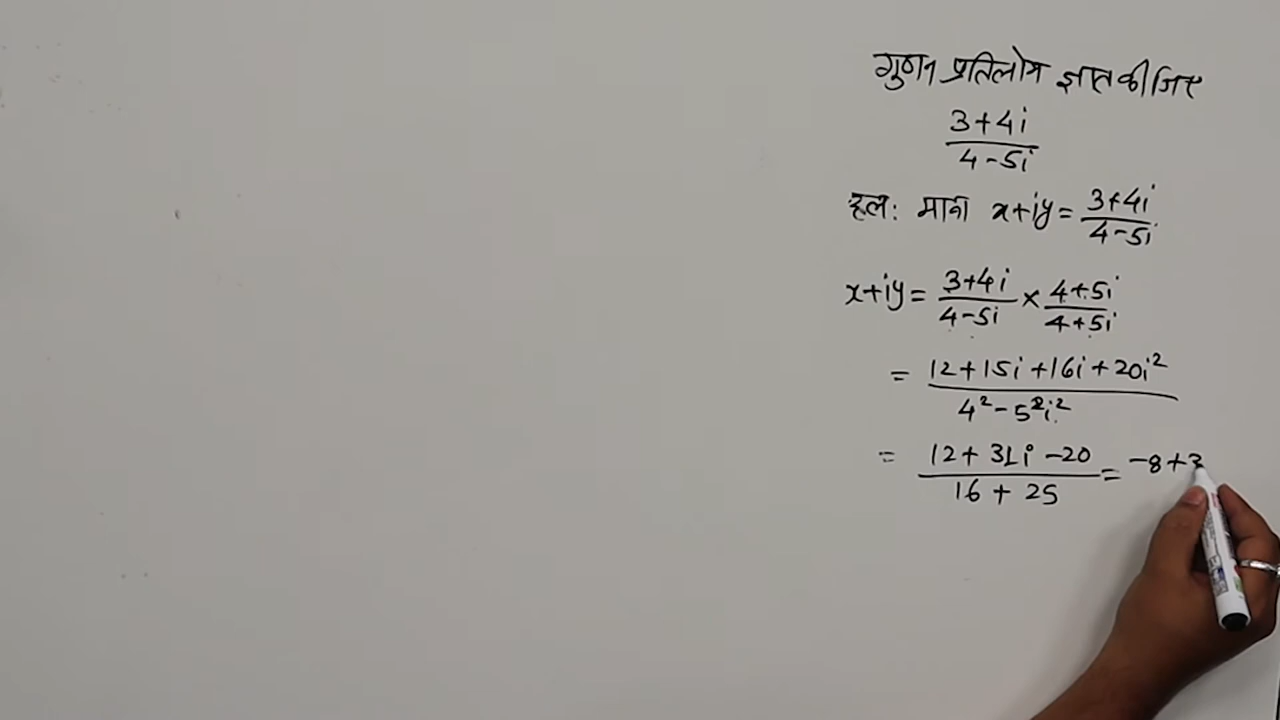 गुणन प्रतिलोम ज्ञात कीजिए
3+4i
4-5i
हल: माना x+iy = 3+4i / 4-5i
x+iy = 3+4i / 4-5i × 4+5i / 4+5i
= 12+15i+16i+20i² / 4²-5²i²
= 12+31i-20 / 16+25 = -8+3